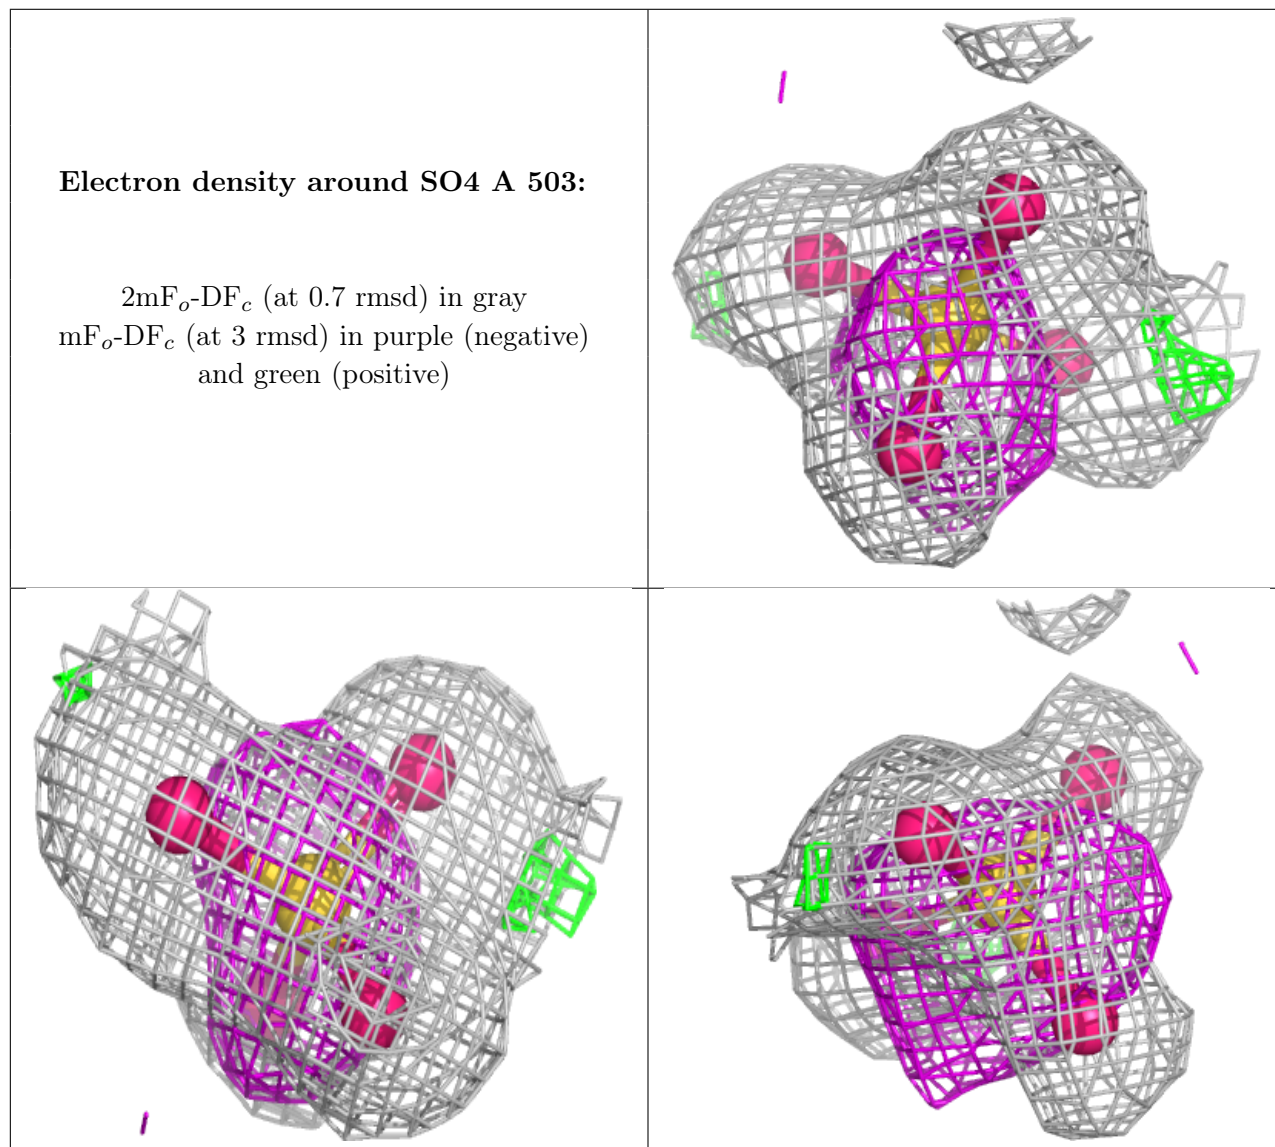 Electron density around SO4 A 503:
2mFo-DFc (at 0.7 rmsd) in gray
mFo-DFc (at 3 rmsd) in purple (negative)
and green (positive)